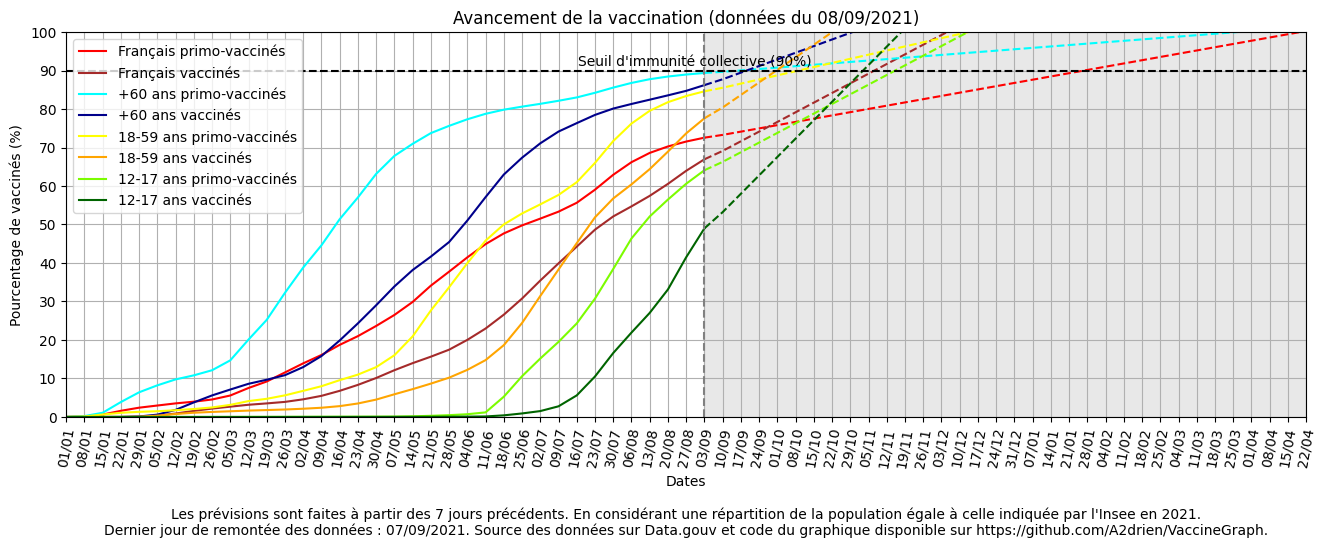 Avancement de la vaccination (données du 08/09/2021)
100
90
80
70
60
50
40
30
20
10
0
Pourcentage de vaccinés (%)
Français primo-vaccinés
Français vaccinés
+60 ans primo-vaccinés
+60 ans vaccinés
18-59 ans primo-vaccinés
18-59 ans vaccinés
12-17 ans primo-vaccinés
12-17 ans vaccinés
Seuil d'immunité collective (90%)
01/01 08/01 15/01 22/01 29/01 05/02 12/02 19/02 26/02 05/03 12/03 19/03 26/03 02/04 09/04 16/04 23/04 30/04 07/05 14/05 21/05 28/05 04/06 11/06 18/06 25/06 02/07 09/07 16/07 23/07 30/07 06/08 13/08 20/08 27/08 03/09 10/09 17/09 24/09 01/10 08/10 15/10 22/10 29/10 05/11 12/11 19/11 26/11 03/12 10/12 17/12 24/12 31/12 07/01 14/01 21/01 28/01 04/02 11/02 18/02 25/02 04/03 11/03 18/03 25/03 01/04 08/04 15/04 22/04
Dates
Les prévisions sont faites à partir des 7 jours précédents. En considérant une répartition de la population égale à celle indiquée par l'Insee en 2021.
Dernier jour de remontée des données : 07/09/2021. Source des données sur Data.gouv et code du graphique disponible sur https://github.com/A2drien/VaccineGraph.